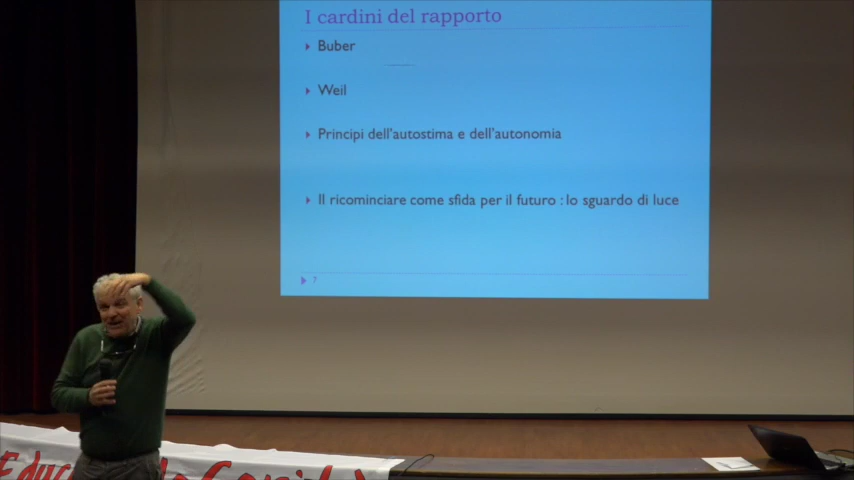 I cardini del rapporto
Buber
Weil
Principi dell'autostima e dell'autonomia
Il ricominciare come sfida per il futuro : lo sguardo di luce
7